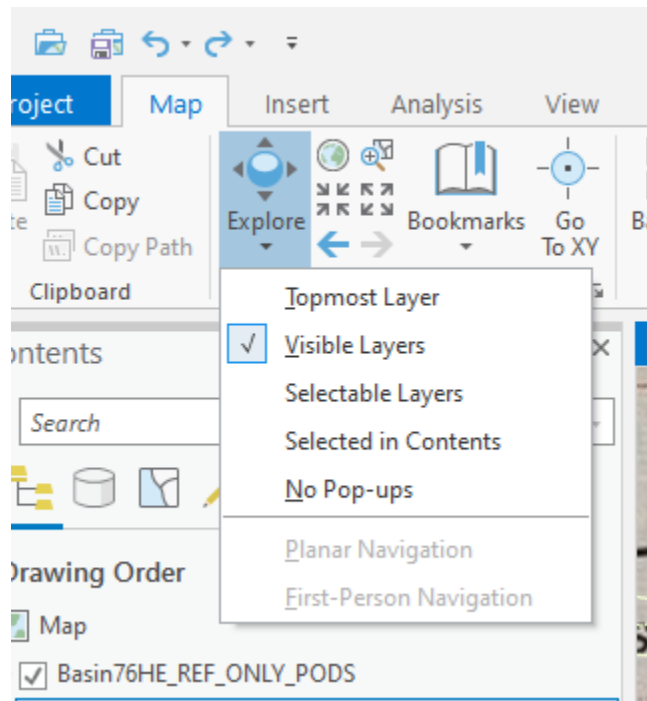 roject Map Insert Analysis View
Cut
Copy
Copy Path
Clipboard
Explore
Bookmarks
Go
To XY
Topmost Layer
√ Visible Layers
Selectable Layers
Selected in Contents
No Pop-ups
Planar Navigation
First-Person Navigation
ontents
Search
Drawing Order
Map
Basin76HE_REF_ONLY_PODS